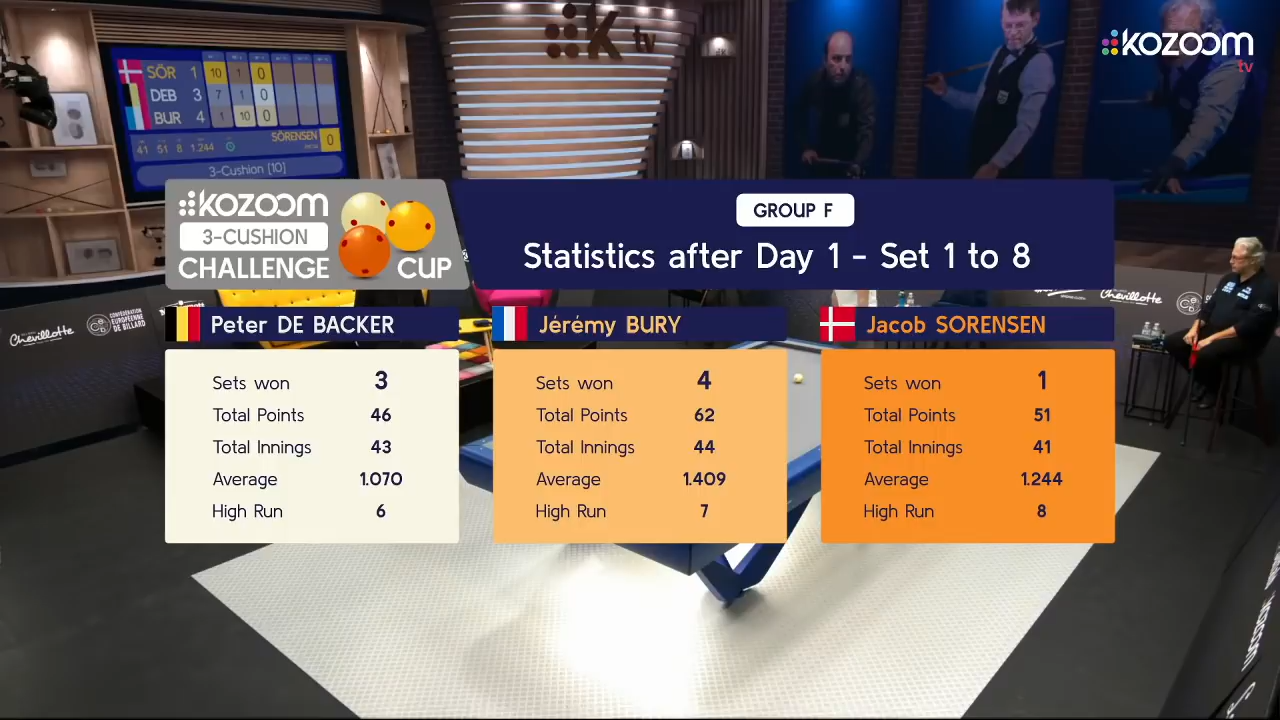 ktv
kozoom
tv
SÖR 1 10 1 0
DEB 3 7 1 0
BUR 4 1 10 0
SÖRENSEN 0
41 51 8 1.244
3-Cushion [10]
kozoom
3-CUSHION
CHALLENGE CUP
GROUP F
Statistics after Day 1 - Set 1 to 8
Peter DE BACKER
Sets won 3
Total Points 46
Total Innings 43
Average 1.070
High Run 6
Jérémy BURY
Sets won 4
Total Points 62
Total Innings 44
Average 1.409
High Run 7
Jacob SORENSEN
Sets won 1
Total Points 51
Total Innings 41
Average 1.244
High Run 8
Chevillotte
CONFÉDÉRATION
EUROPÉENNE
DE BILLARD
Chevillotte